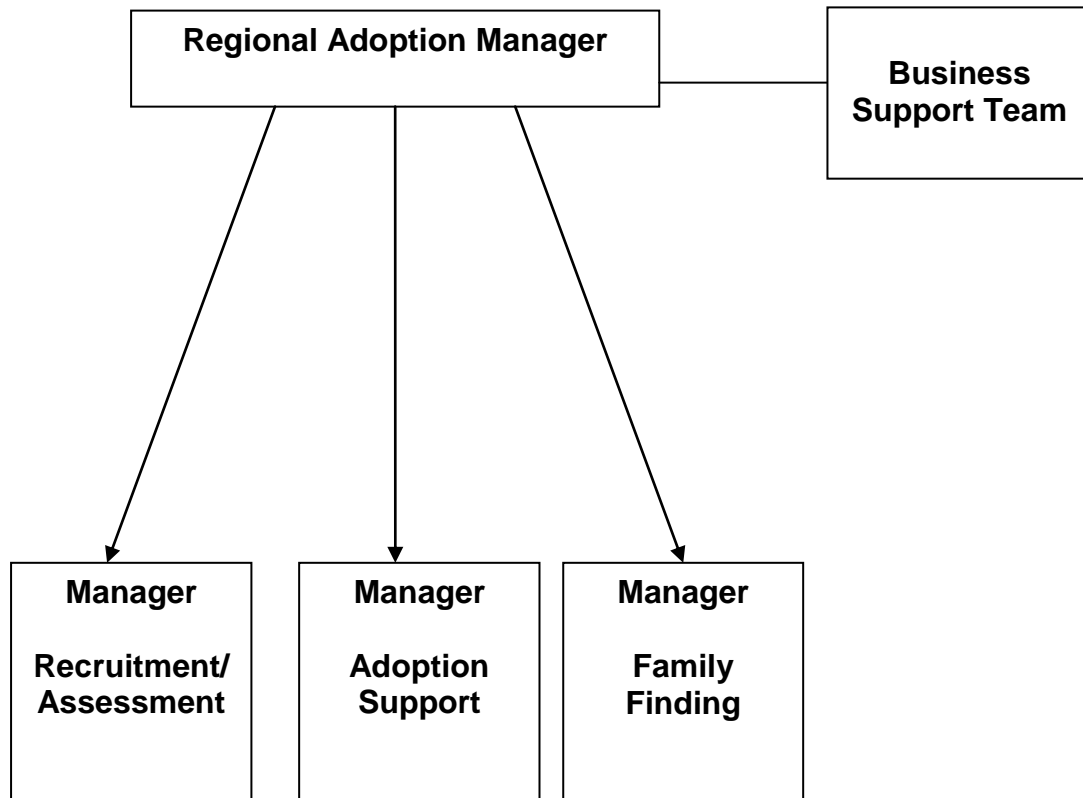 Regional Adoption Manager
Business
Support Team
Manager
Recruitment/
Assessment
Manager
Adoption
Support
Manager
Family
Finding